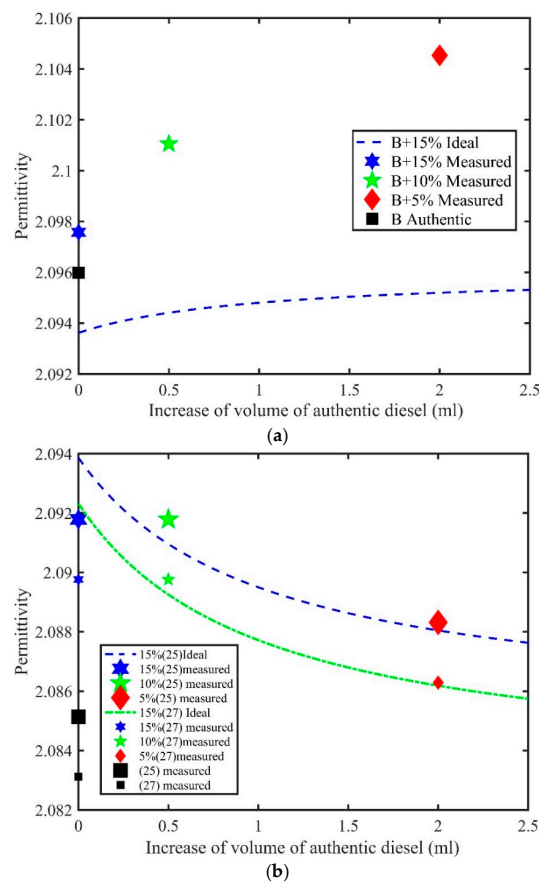 2.106
2.104
2.102
2.1
2.098
2.096
2.094
2.092
Permittivity
B+15% Ideal
B+15% Measured
B+10% Measured
B+5% Measured
B Authentic
0 0.5 1 1.5 2 2.5
Increase of volume of authentic diesel (ml)
(a)
2.094
2.092
2.09
2.088
2.086
2.084
2.082
Permittivity
15%(25)Ideal
15%(25)measured
10%(25) measured
5%(25) measured
15%(27) Ideal
15%(27) measured
10%(27)measured
5%(27)measured
(25) measured
(27) measured
0 0.5 1 1.5 2 2.5
Increase of volume of authentic diesel (ml)
(b)